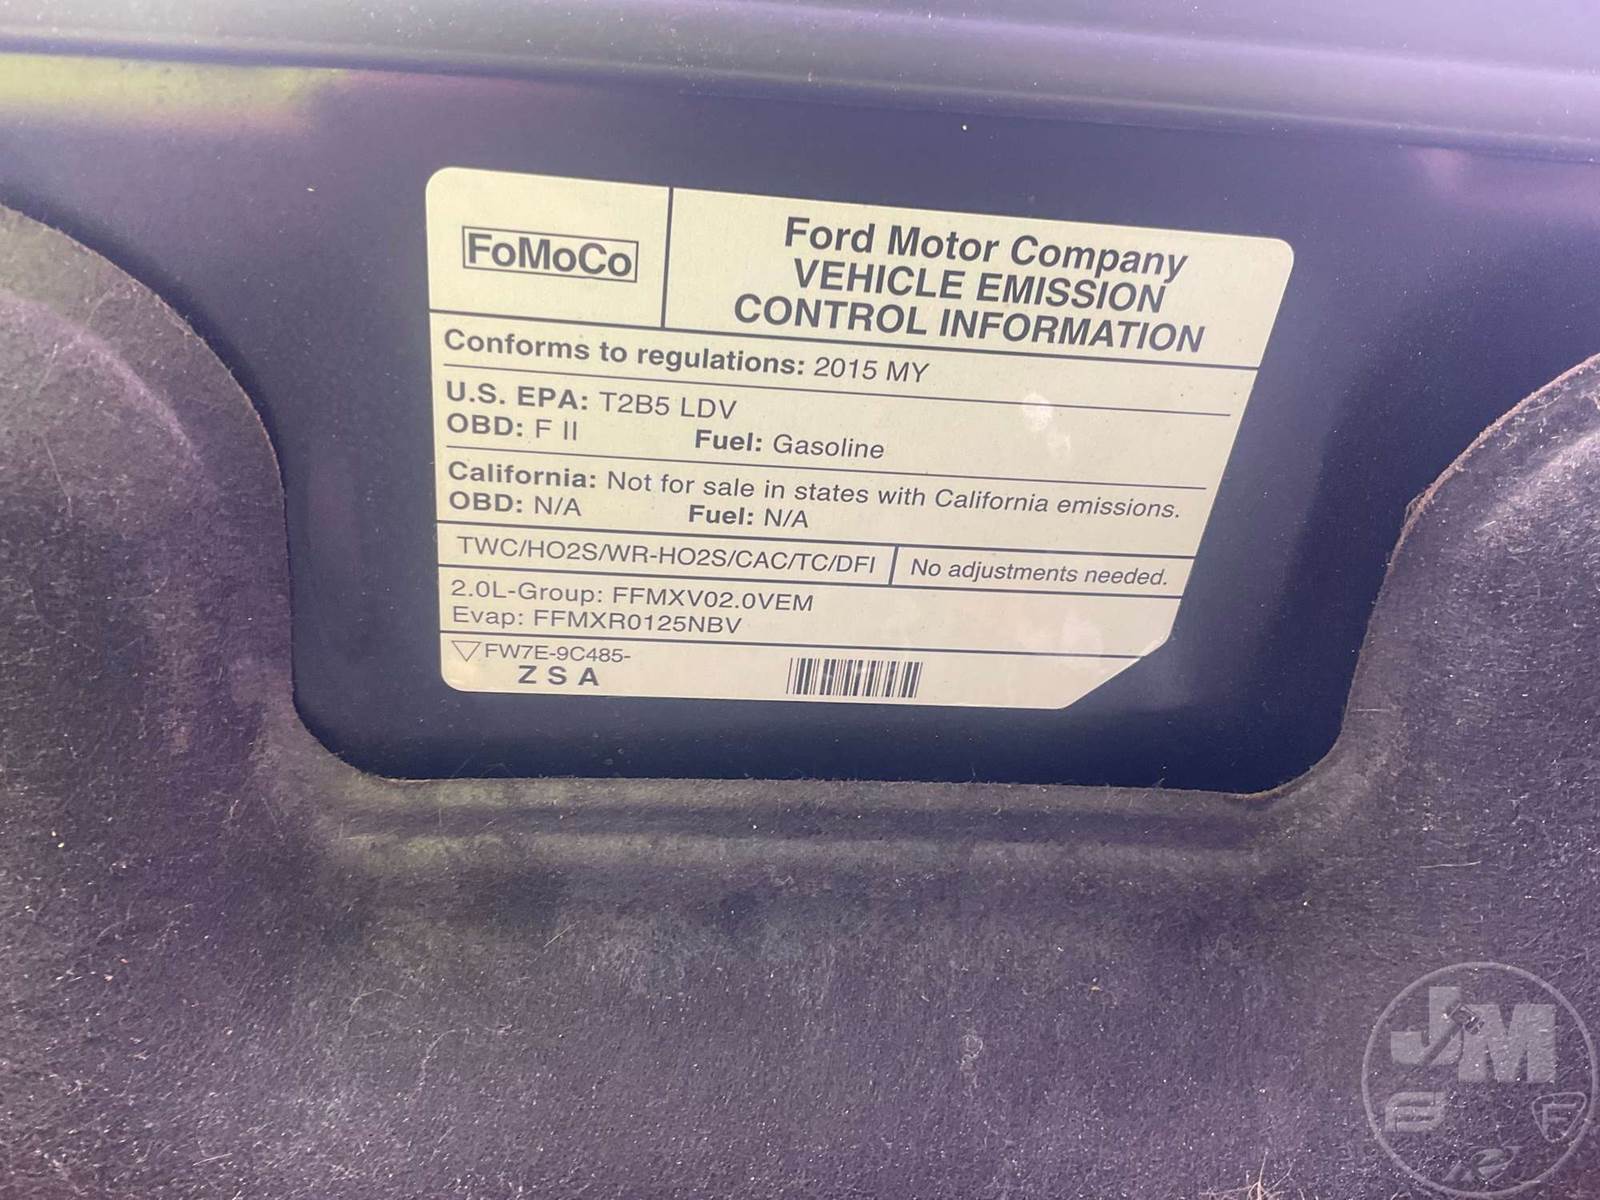 FoMoCo
Ford Motor Company
VEHICLE EMISSION
CONTROL INFORMATION
Conforms to regulations: 2015 MY
U.S. EPA: T2B5 LDV
OBD: F II Fuel: Gasoline
California: Not for sale in states with California emissions.
OBD: N/A Fuel: N/A
TWC/HO2S/WR-HO2S/CAC/TC/DFI No adjustments needed.
2.0L-Group: FFMXV02.0VEM
Evap: FFMXR0125NBV
FW7E-9C485-
Z S A
JM